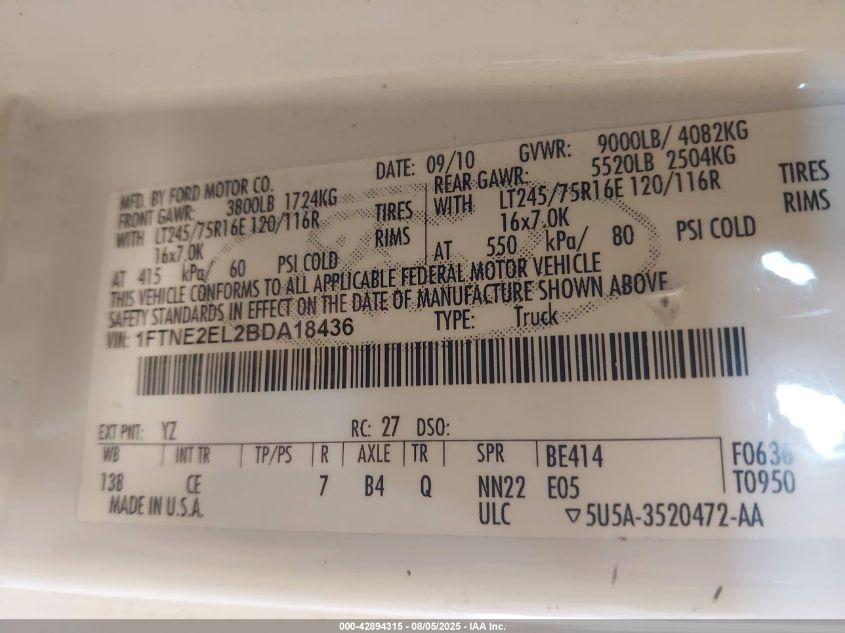 MFD. BY FORD MOTOR CO.
DATE: 09/10
GVWR: 9000LB/ 4082KG
FRONT GAWR: 3800LB 1724KG
WITH LT245/75R16E 120/116R TIRES
16x7.0K RIMS
AT 415 kPa/ 60 PSI COLD
REAR GAWR: 5520LB 2504KG
WITH LT245/75R16E 120/116R TIRES
16x7.0K RIMS
AT 550 kPa/ 80 PSI COLD
THIS VEHICLE CONFORMS TO ALL APPLICABLE FEDERAL MOTOR VEHICLE
SAFETY STANDARDS IN EFFECT ON THE DATE OF MANUFACTURE SHOWN ABOVE
VIN: 1FTNE2EL2BDA18436 TYPE: Truck
EXT PNT: YZ RC: 27 DSO:
WB INT TR TP/PS R AXLE TR SPR BE414 F0636
138 CE 7 B4 Q NN22 E05 T0950
MADE IN U.S.A. ULC 5U5A-3520472-AA
000-42894315 - 08/05/2025 - IAA Inc.